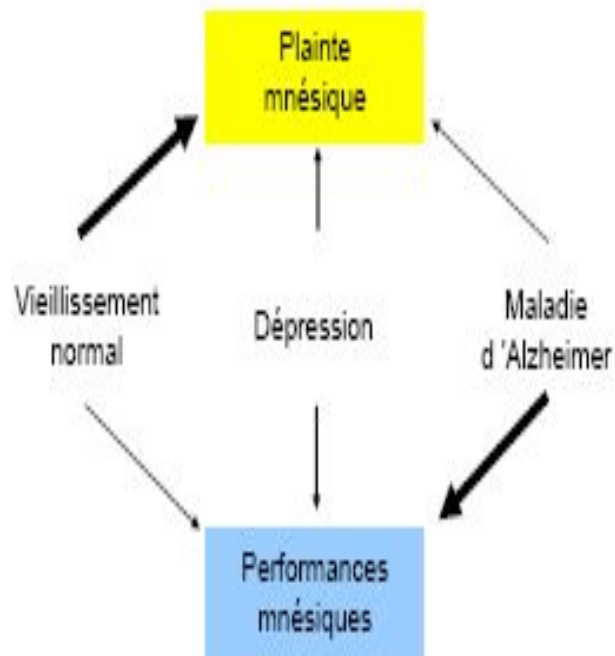 Plainte
mnésique
Vieillissement
normal
Dépression
Maladie
d 'Alzheimer
Performances
mnésiques